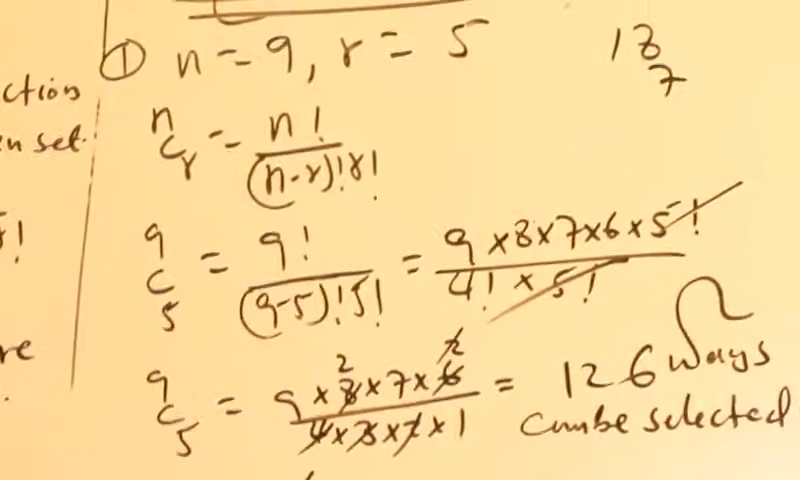 ction
en set.
!
re
① n = 9, r = 5
18
7
nCr = n! / (n-r)! r!
9C5 = 9! / (9-5)! 5! = 9 × 8 × 7 × 6 × 5! / 4! × 5!
9C5 = 9 × 8 × 7 × 6 / 4 × 3 × 2 × 1 = 126 ways
can be selected